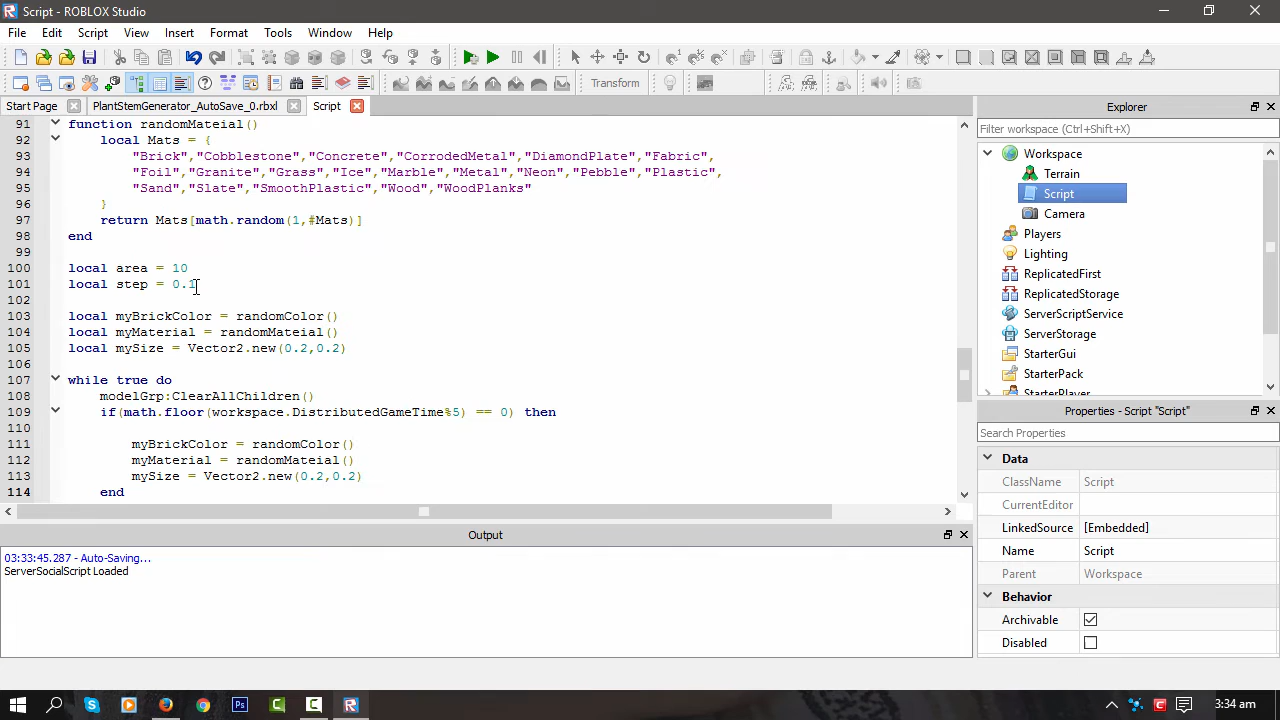 Script - ROBLOX Studio
File Edit Script View Insert Format Tools Window Help
Transform
Start Page PlantStemGenerator_AutoSave_0.rbxl Script
91 function randomMateial()
92 local Mats = {
93 "Brick","Cobblestone","Concrete","CorrodedMetal","DiamondPlate","Fabric",
94 "Foil","Granite","Grass","Ice","Marble","Metal","Neon","Pebble","Plastic",
95 "Sand","Slate","SmoothPlastic","Wood","WoodPlanks"
96 }
97 return Mats[math.random(1,#Mats)]
98 end
99
100 local area = 10
101 local step = 0.1
102
103 local myBrickColor = randomColor()
104 local myMaterial = randomMateial()
105 local mySize = Vector2.new(0.2,0.2)
106
107 while true do
108 modelGrp:ClearAllChildren()
109 if(math.floor(workspace.DistributedGameTime%5) == 0) then
110
111 myBrickColor = randomColor()
112 myMaterial = randomMateial()
113 mySize = Vector2.new(0.2,0.2)
114 end
Output
03:33:45.287 - Auto-Saving...
ServerSocialScript Loaded
Explorer
Filter workspace (Ctrl+Shift+X)
Workspace
Terrain
Script
Camera
Players
Lighting
ReplicatedFirst
ReplicatedStorage
ServerScriptService
ServerStorage
StarterGui
StarterPack
StarterPlayer
Properties - Script "Script"
Search Properties
Data
ClassName Script
CurrentEditor
LinkedSource [Embedded]
Name Script
Parent Workspace
Behavior
Archivable
Disabled
3:34 am